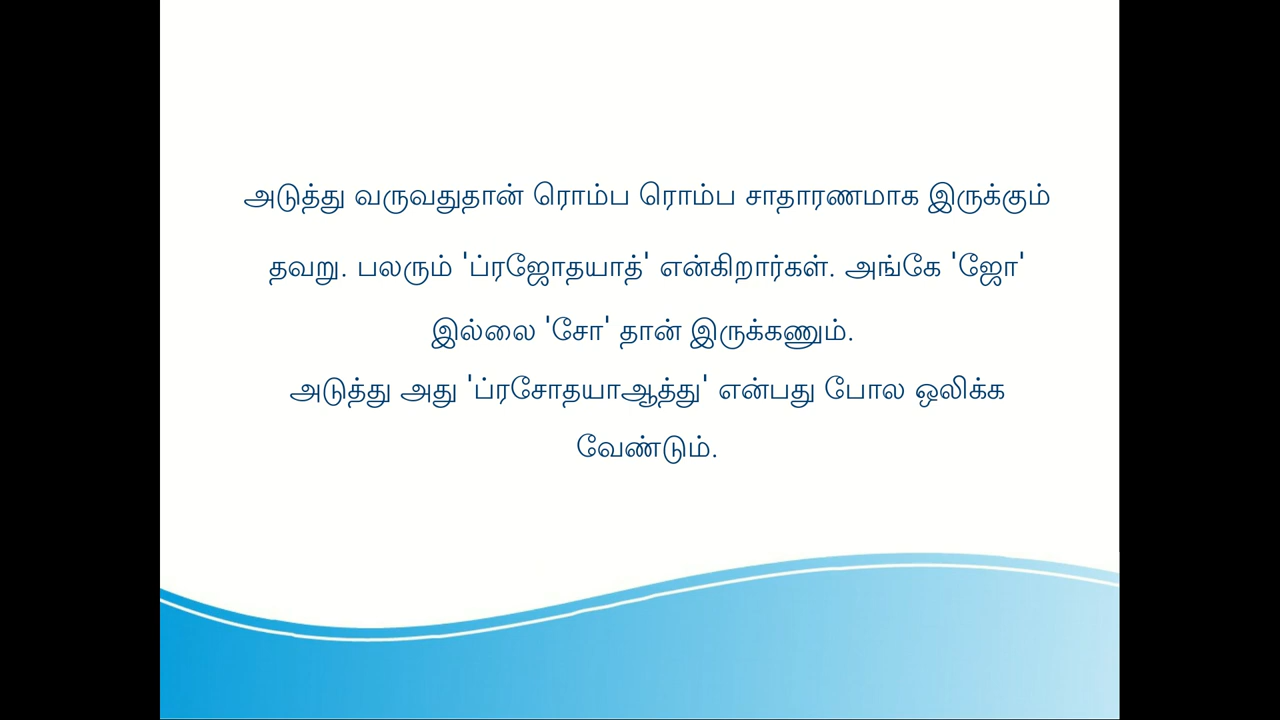 அடுத்து வருவதுதான் ரொம்ப ரொம்ப சாதாரணமாக இருக்கும்
தவறு. பலரும் 'ப்ரஜோதயாத்' என்கிறார்கள். அங்கே 'ஜோ'
இல்லை 'சோ' தான் இருக்கணும்.
அடுத்து அது 'ப்ரசோதயாஆத்து' என்பது போல ஒலிக்க
வேண்டும்.